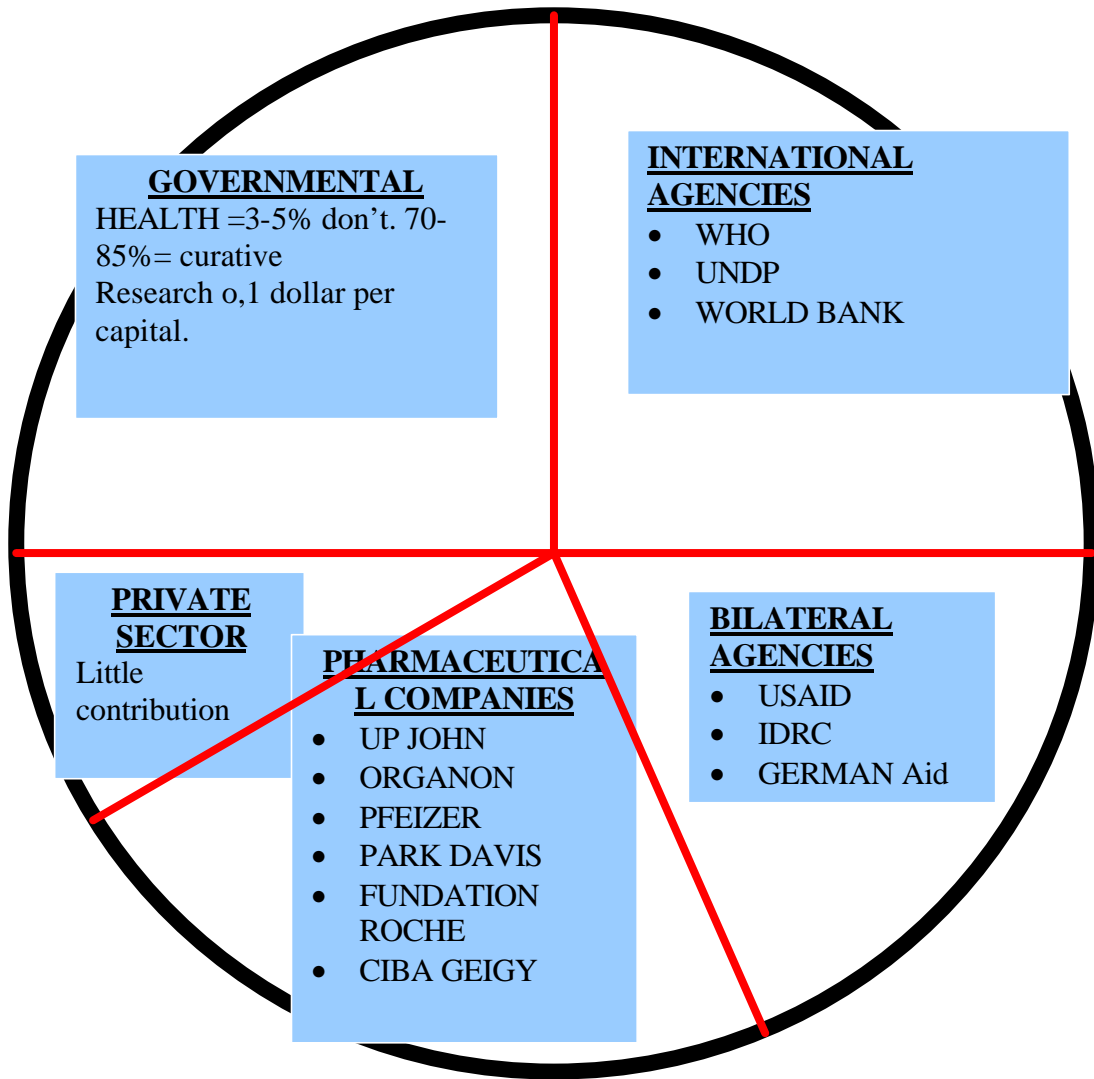 GOVERNMENTAL
HEALTH =3-5% don’t. 70-
85%= curative
Research o,1 dollar per
capital.
INTERNATIONAL
AGENCIES
• WHO
• UNDP
• WORLD BANK
PRIVATE
SECTOR
Little
contribution
PHARMACEUTICA
L COMPANIES
• UP JOHN
• ORGANON
• PFEIZER
• PARK DAVIS
• FUNDATION
ROCHE
• CIBA GEIGY
BILATERAL
AGENCIES
• USAID
• IDRC
• GERMAN Aid